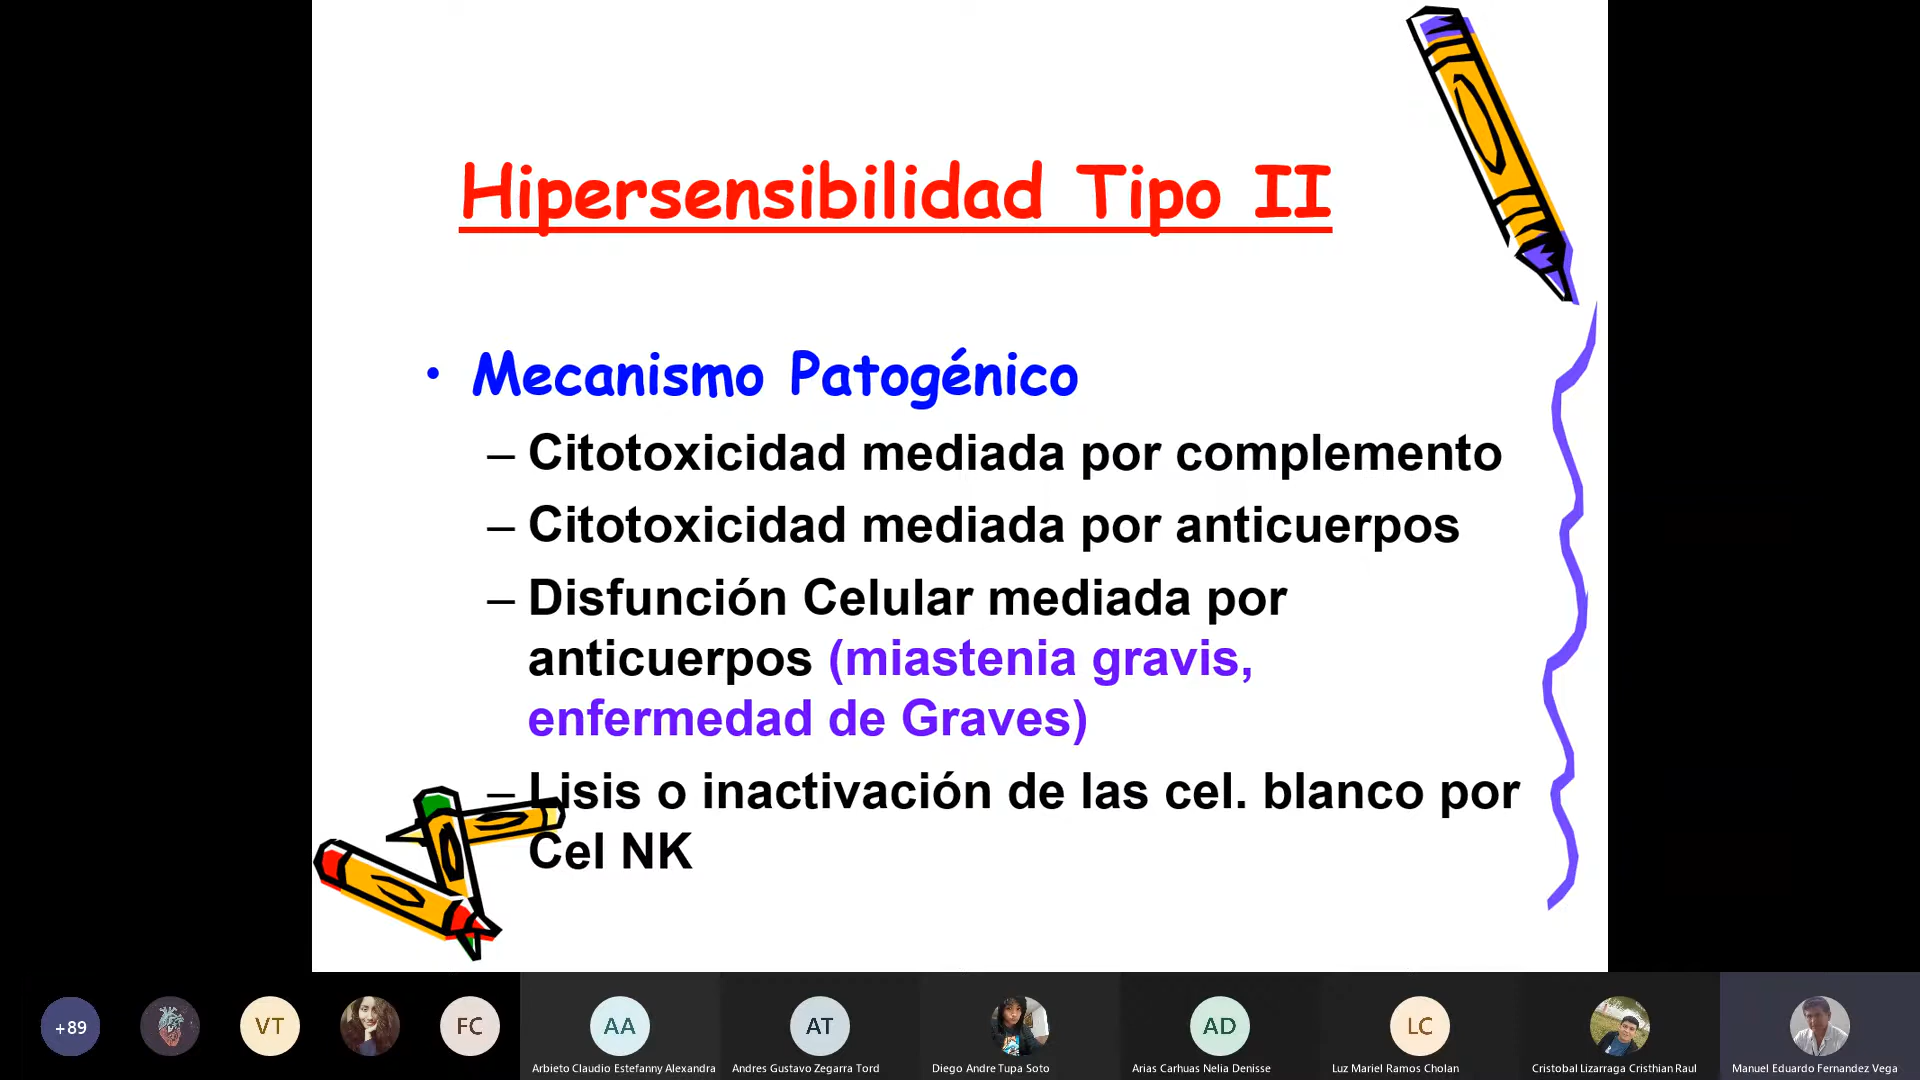 Hipersensibilidad Tipo II
• Mecanismo Patogénico
– Citotoxicidad mediada por complemento
– Citotoxicidad mediada por anticuerpos
– Disfunción Celular mediada por
anticuerpos (miastenia gravis,
enfermedad de Graves)
– Lisis o inactivación de las cel. blanco por
Cel NK
+89
VT
FC
AA
AT
AD
LC
Arbieto Claudio Estefanny Alexandra
Andres Gustavo Zegarra Tord
Diego Andre Tupa Soto
Arias Carhuas Nelia Denisse
Luz Mariel Ramos Cholan
Cristobal Lizarraga Cristhian Raul
Manuel Eduardo Fernandez Vega